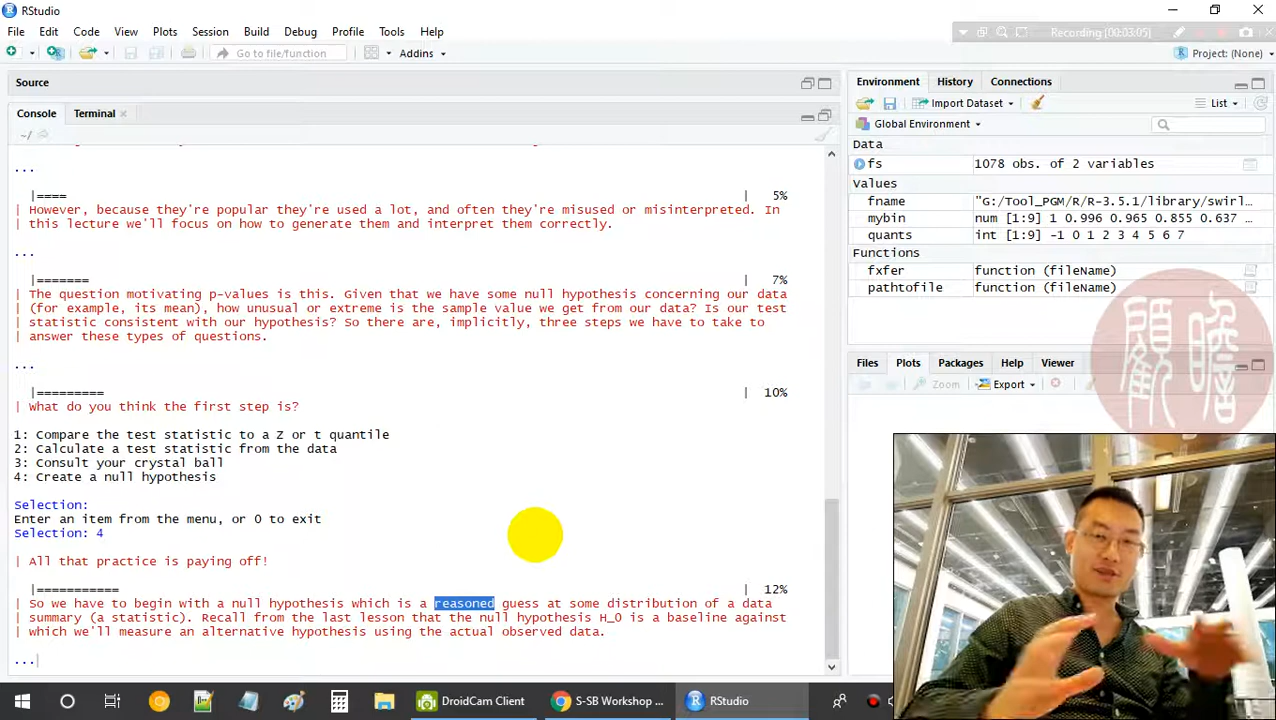 RStudio
File Edit Code View Plots Session Build Debug Profile Tools Help
Recording [00:03:05]
Go to file/function Addins Project: (None)
Source
Console Terminal
~/
...
|==== | 5%
| However, because they're popular they're used a lot, and often they're misused or misinterpreted. In
| this lecture we'll focus on how to generate them and interpret them correctly.
...
|======= | 7%
| The question motivating p-values is this. Given that we have some null hypothesis concerning our data
| (for example, its mean), how unusual or extreme is the sample value we get from our data? Is our test
| statistic consistent with our hypothesis? So there are, implicitly, three steps we have to take to
| answer these types of questions.
...
|========= | 10%
| What do you think the first step is?
1: Compare the test statistic to a Z or t quantile
2: Calculate a test statistic from the data
3: Consult your crystal ball
4: Create a null hypothesis
Selection:
Enter an item from the menu, or 0 to exit
Selection: 4
| All that practice is paying off!
|=========== | 12%
| So we have to begin with a null hypothesis which is a reasoned guess at some distribution of a data
| summary (a statistic). Recall from the last lesson that the null hypothesis H_0 is a baseline against
| which we'll measure an alternative hypothesis using the actual observed data.
...
Environment History Connections
Import Dataset List
Global Environment
Data
fs 1078 obs. of 2 variables
Values
fname "G:/Tool_PGM/R/R-3.5.1/library/swirl…
mybin num [1:9] 1 0.996 0.965 0.855 0.637 ...
quants int [1:9] -1 0 1 2 3 4 5 6 7
Functions
fxfer function (fileName)
pathtofile function (fileName)
顧瞻
Files Plots Packages Help Viewer
Zoom Export
DroidCam Client S-SB Workshop ... RStudio